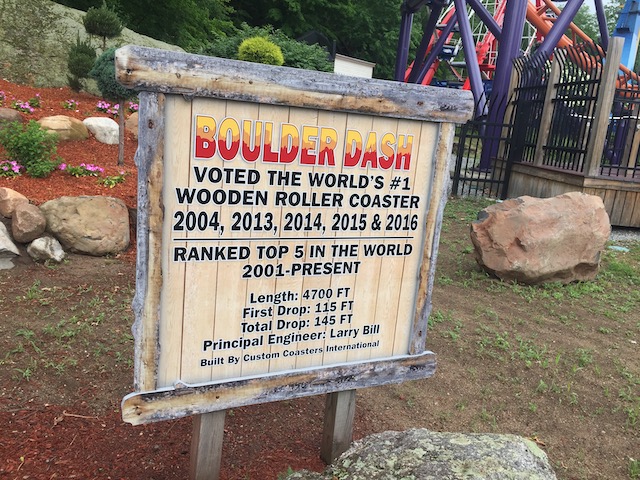 BOULDER DASH
VOTED THE WORLD'S #1
WOODEN ROLLER COASTER
2004, 2013, 2014, 2015 & 2016
RANKED TOP 5 IN THE WORLD
2001-PRESENT
Length: 4700 FT
First Drop: 115 FT
Total Drop: 145 FT
Principal Engineer: Larry Bill
Built By Custom Coasters International